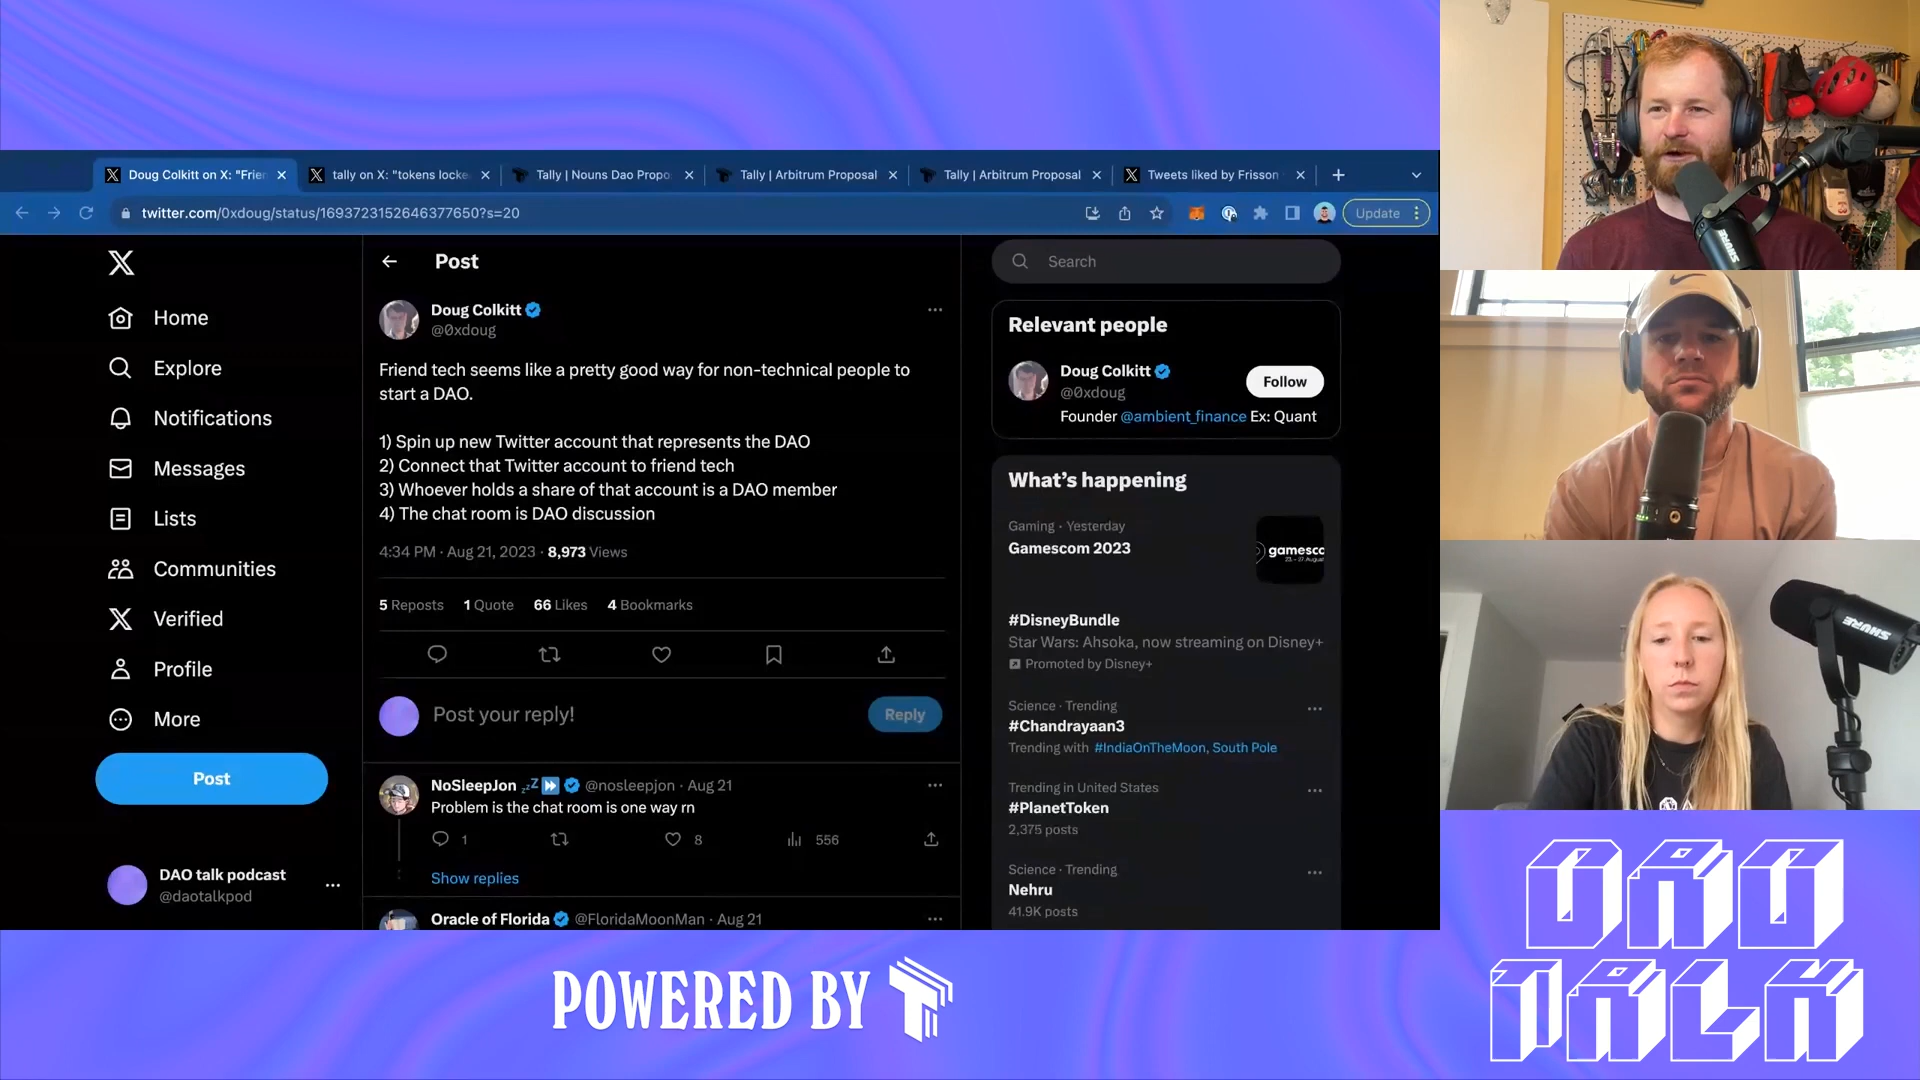 Doug Colkitt on X: "Frien
tally on X: "tokens locke
Tally | Nouns Dao Propo
Tally | Arbitrum Proposal
Tally | Arbitrum Proposal
Tweets liked by Frisson
twitter.com/0xdoug/status/1693723152646377650?s=20
Update
Home
Explore
Notifications
Messages
Lists
Communities
Verified
Profile
More
Post
DAO talk podcast
@daotalkpod
Post
Doug Colkitt
@0xdoug
Friend tech seems like a pretty good way for non-technical people to
start a DAO.
1) Spin up new Twitter account that represents the DAO
2) Connect that Twitter account to friend tech
3) Whoever holds a share of that account is a DAO member
4) The chat room is DAO discussion
4:34 PM · Aug 21, 2023 · 8,973 Views
5 Reposts 1 Quote 66 Likes 4 Bookmarks
Post your reply!
Reply
NoSleepJon @nosleepjon · Aug 21
Problem is the chat room is one way rn
1 8 556
Show replies
Oracle of Florida @FloridaMoonMan · Aug 21
Search
Relevant people
Doug Colkitt
@0xdoug
Follow
Founder @ambient_finance Ex: Quant
What's happening
Gaming · Yesterday
Gamescom 2023
gamesc
#DisneyBundle
Star Wars: Ahsoka, now streaming on Disney+
Promoted by Disney+
Science · Trending
#Chandrayaan3
Trending with #IndiaOnTheMoon, South Pole
Trending in United States
#PlanetToken
2,375 posts
Science · Trending
Nehru
41.9K posts
SHURE
SHURE
POWERED BY
DAO
TALK